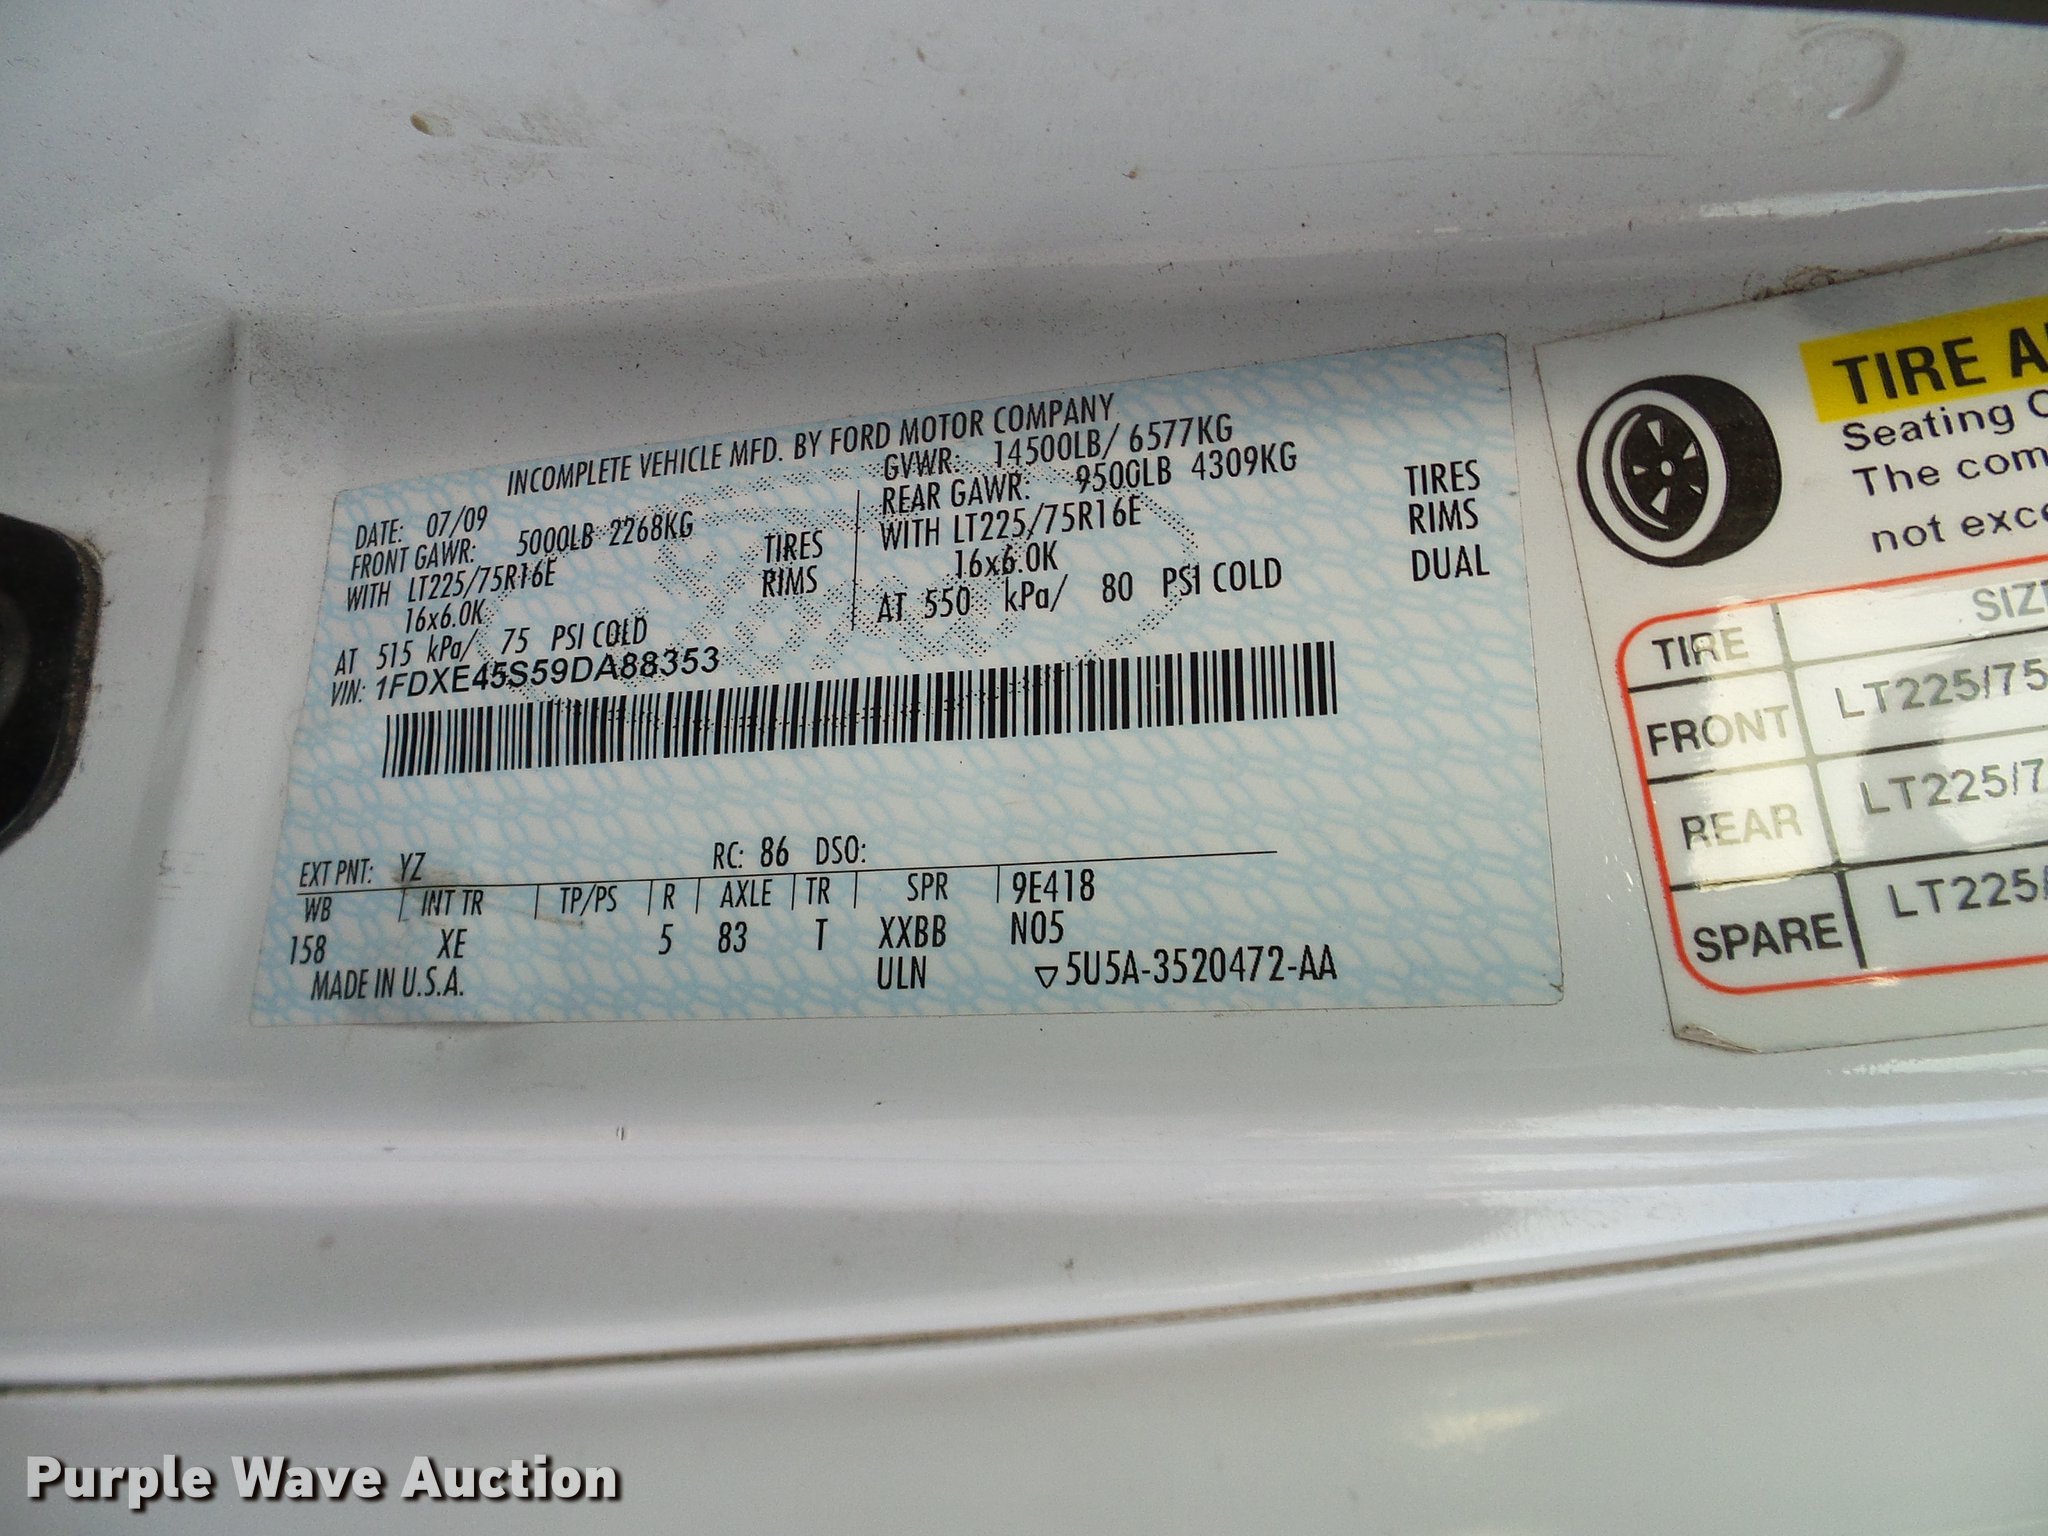 INCOMPLETE VEHICLE MFD. BY FORD MOTOR COMPANY
DATE: 07/09
GVWR: 14500LB/ 6577KG
FRONT GAWR: 5000LB 2268KG
REAR GAWR: 9500LB 4309KG
WITH LT225/75R16E TIRES
WITH LT225/75R16E TIRES
16x6.0K RIMS
16x6.0K RIMS
AT 515 kPa/ 75 PSI COLD
AT 550 kPa/ 80 PSI COLD DUAL
VIN: 1FDXE45S59DA88353
EXT PNT: YZ RC: 86 DSO:
WB INT TR TP/PS R AXLE TR SPR 9E418
158 XE 5 83 T XXBB N05
MADE IN U.S.A. ULN 5U5A-3520472-AA
TIRE A
Seating
The com
not exce
TIRE SIZ
FRONT LT225/75
REAR LT225/7
SPARE LT225/
Purple Wave Auction